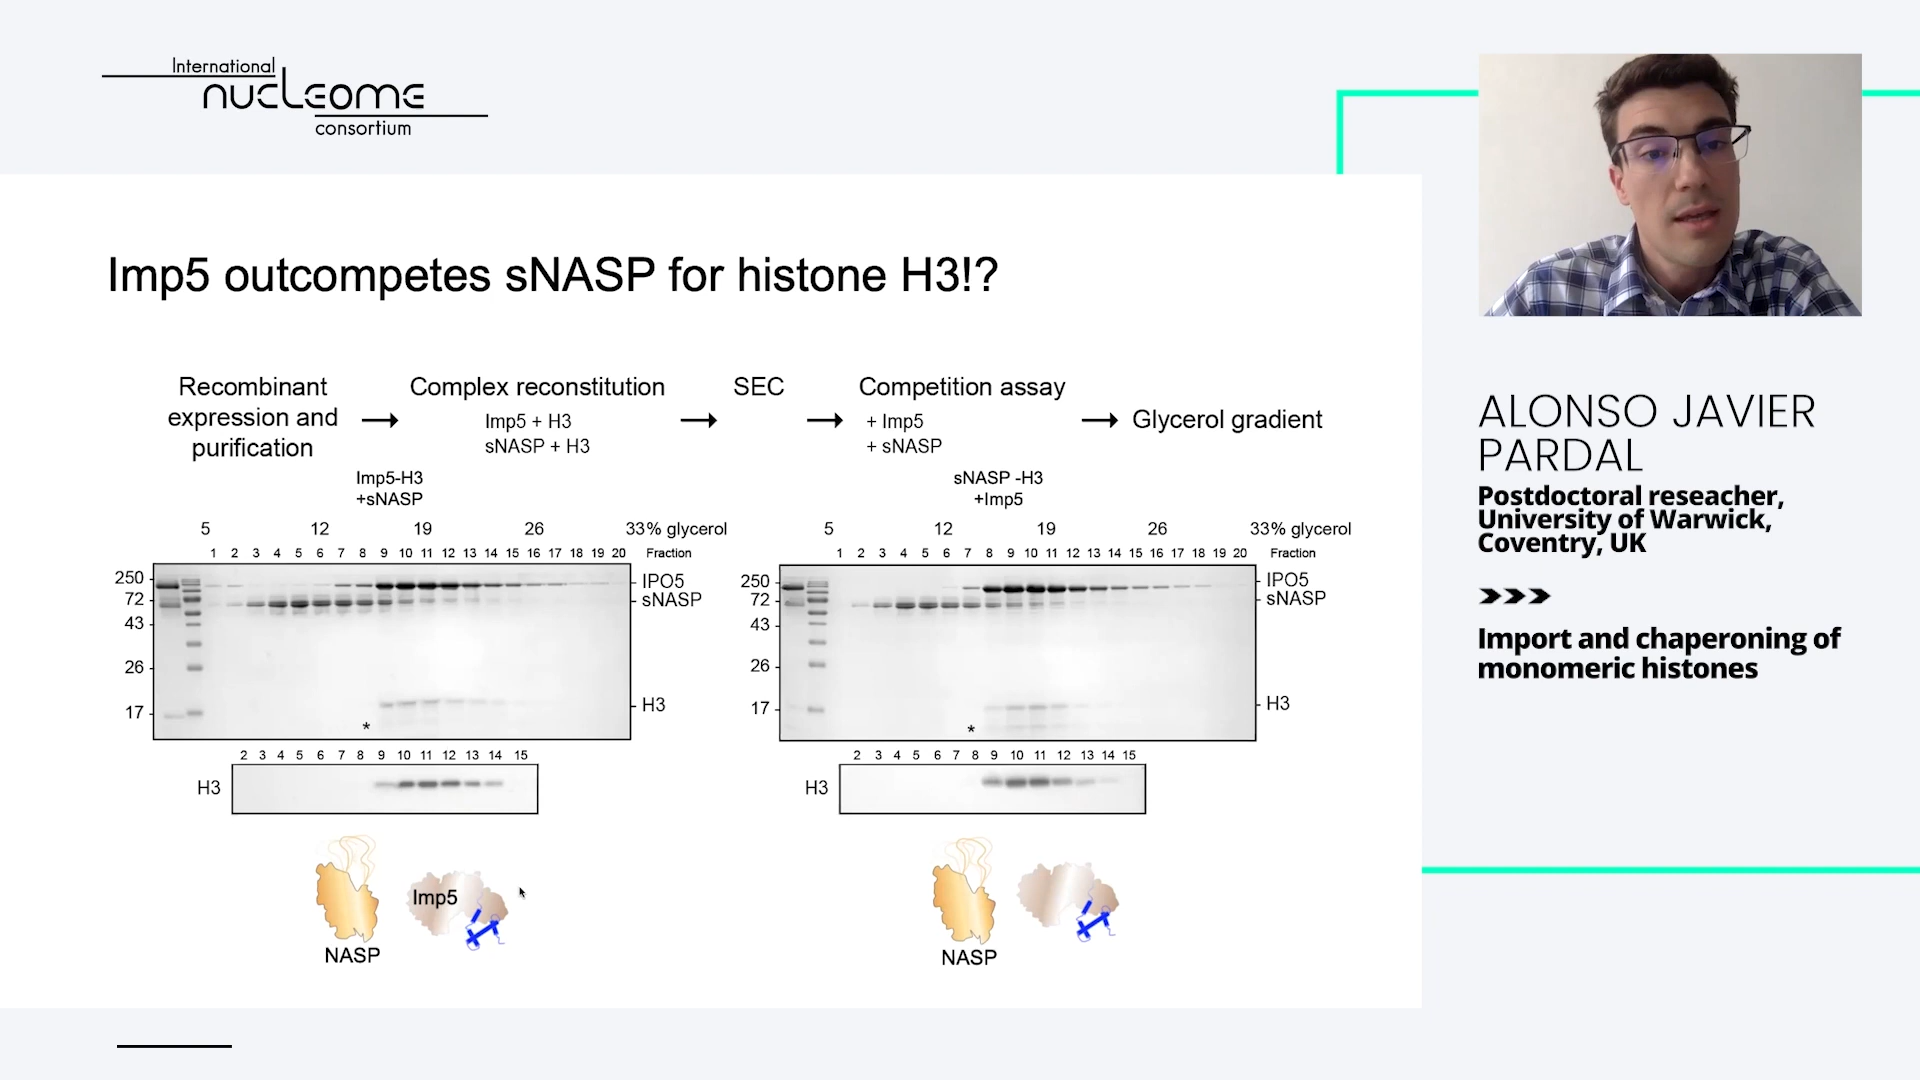 International
nucleome
consortium
Imp5 outcompetes sNASP for histone H3!?
Recombinant
expression and
purification
Complex reconstitution
Imp5 + H3
sNASP + H3
SEC
Competition assay
+ Imp5
+ sNASP
Glycerol gradient
Imp5-H3
+sNASP
5 12 19 26 33% glycerol
1 2 3 4 5 6 7 8 9 10 11 12 13 14 15 16 17 18 19 20 Fraction
250
72
43
26
17
IPO5
sNASP
H3
*
2 3 4 5 6 7 8 9 10 11 12 13 14 15
H3
NASP
Imp5
sNASP -H3
+Imp5
5 12 19 26 33% glycerol
1 2 3 4 5 6 7 8 9 10 11 12 13 14 15 16 17 18 19 20 Fraction
250
72
43
26
17
IPO5
sNASP
H3
*
2 3 4 5 6 7 8 9 10 11 12 13 14 15
H3
NASP
ALONSO JAVIER
PARDAL
Postdoctoral reseacher,
University of Warwick,
Coventry, UK
Import and chaperoning of
monomeric histones